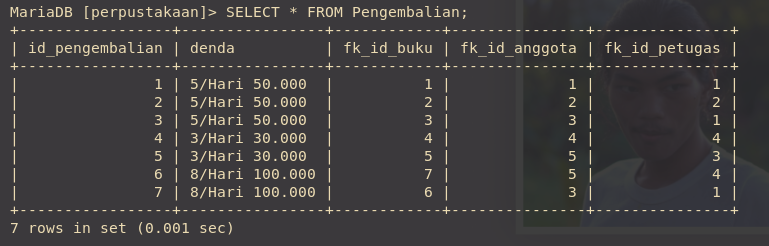 MariaDB [perpustakaan]> SELECT * FROM Pengembalian;
+-----------------+----------------+------------+---------------+---------------+
| id_pengembalian | denda          | fk_id_buku | fk_id_anggota | fk_id_petugas |
+-----------------+----------------+------------+---------------+---------------+
|               1 | 5/Hari 50.000  |          1 |             1 |             1 |
|               2 | 5/Hari 50.000  |          2 |             2 |             2 |
|               3 | 5/Hari 50.000  |          3 |             3 |             1 |
|               4 | 3/Hari 30.000  |          4 |             4 |             4 |
|               5 | 3/Hari 30.000  |          5 |             5 |             3 |
|               6 | 8/Hari 100.000 |          7 |             5 |             4 |
|               7 | 8/Hari 100.000 |          6 |             3 |             1 |
+-----------------+----------------+------------+---------------+---------------+
7 rows in set (0.001 sec)